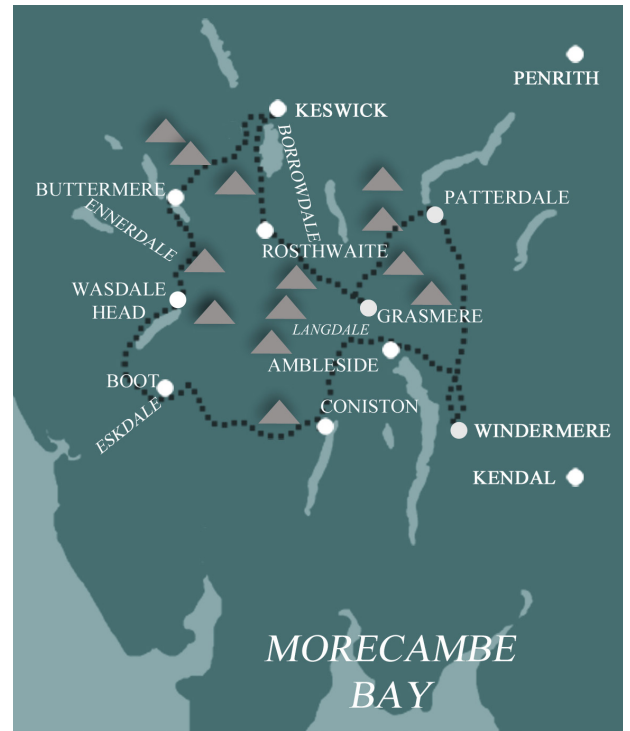 PENRITH
KESWICK
BORROWDALE
BUTTERMERE
PATTERDALE
ENNERDALE
ROSTHWAITE
WASDALE
HEAD
GRASMERE
LANGDALE
AMBLESIDE
BOOT
CONISTON
ESKDALE
WINDERMERE
KENDAL
MORECAMBE
BAY